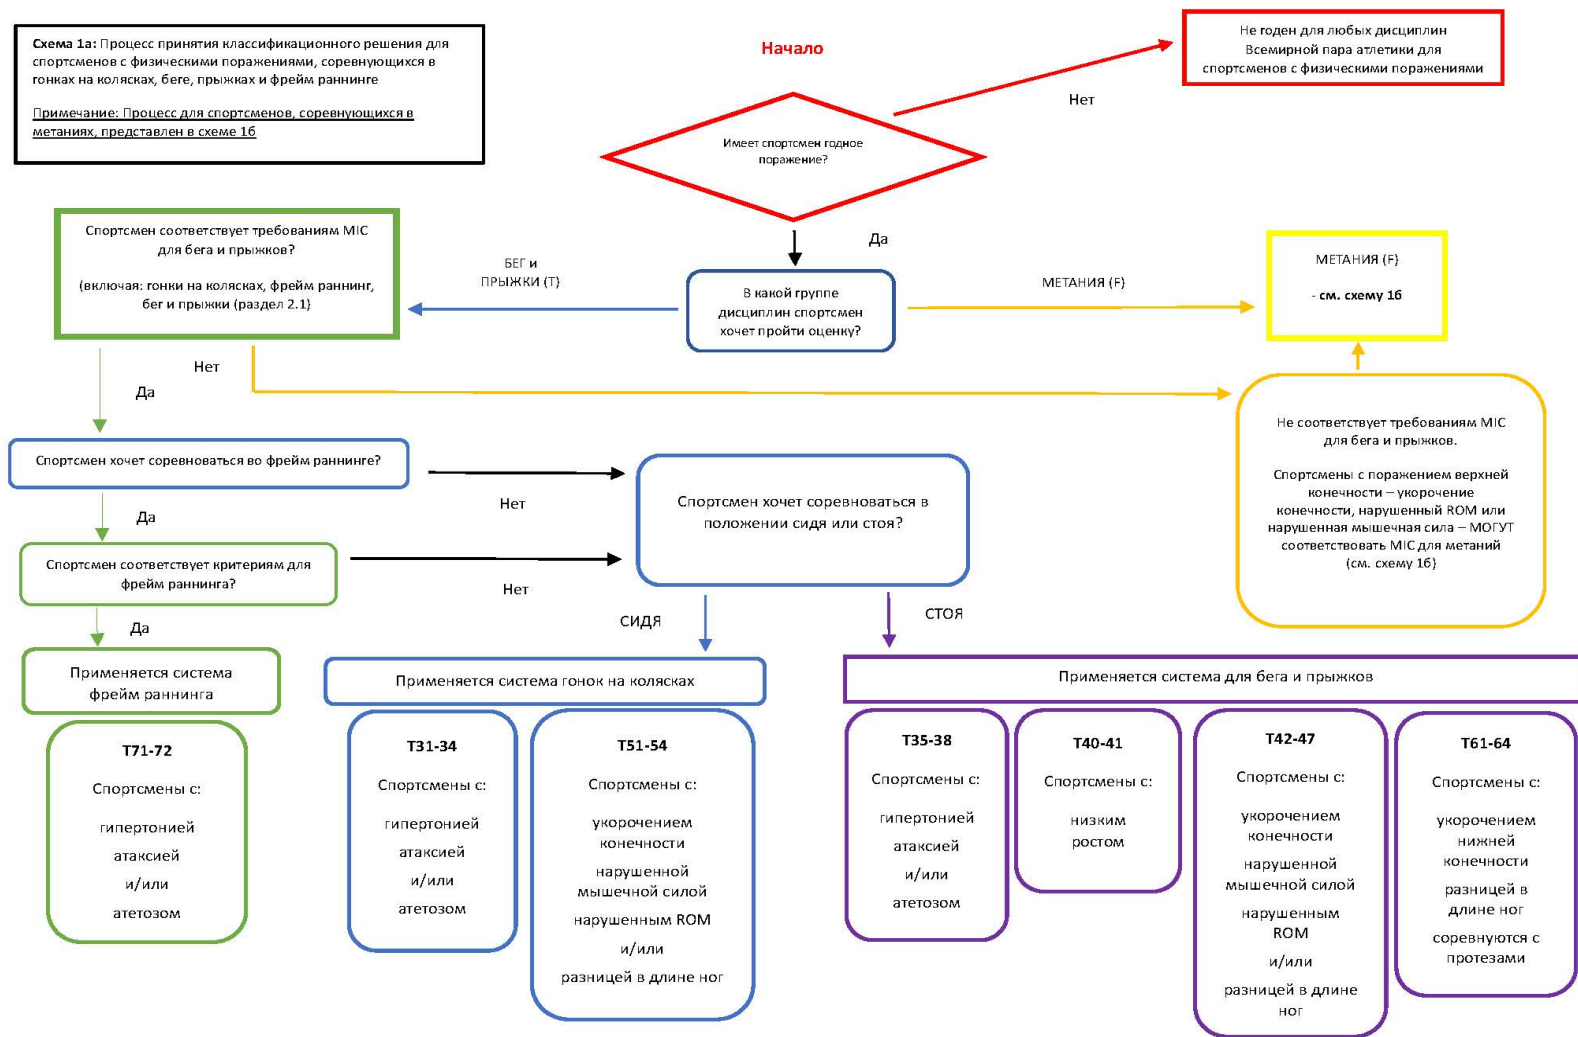 Схема 1а: Процесс принятия классификационного решения для
спортсменов с физическими поражениями, соревнующихся в
гонках на колясках, беге, прыжках и фрейм раннинге
Примечание: Процесс для спортсменов, соревнующихся в
метаниях, представлен в схеме 1б
Начало
Не годен для любых дисциплин
Всемирной пара атлетики для
спортсменов с физическими поражениями
Нет
Имеет спортсмен годное
поражение?
Да
Спортсмен соответствует требованиям MIC
для бега и прыжков?
(включая: гонки на колясках, фрейм раннинг,
бег и прыжки (раздел 2.1)
БЕГ и
ПРЫЖКИ (T)
В какой группе
дисциплин спортсмен
хочет пройти оценку?
МЕТАНИЯ (F)
МЕТАНИЯ (F)
- см. схему 1б
Нет
Да
Не соответствует требованиям MIC
для бега и прыжков.
Спортсмены с поражением верхней
конечности – укорочение
конечности, нарушенный ROM или
нарушенная мышечная сила – МОГУТ
соответствовать MIC для метаний
(см. схему 1б)
Спортсмен хочет соревноваться во фрейм раннинге?
Нет
Спортсмен хочет соревноваться в
положении сидя или стоя?
Да
Спортсмен соответствует критериям для
фрейм раннинга?
Нет
Да
СИДЯ
СТОЯ
Применяется система
фрейм раннинга
Применяется система гонок на колясках
Применяется система для бега и прыжков
T71-72
Спортсмены с:
гипертонией
атаксией
и/или
атетозом
T31-34
Спортсмены с:
гипертонией
атаксией
и/или
атетозом
T51-54
Спортсмены с:
укорочением
конечности
нарушенной
мышечной силой
нарушенным ROM
и/или
разницей в длине ног
T35-38
Спортсмены с:
гипертонией
атаксией
и/или
атетозом
T40-41
Спортсмены с:
низким
ростом
T42-47
Спортсмены с:
укорочением
конечности
нарушенной
мышечной силой
нарушенным
ROM
и/или
разницей в длине
ног
T61-64
Спортсмены с:
укорочением
нижней
конечности
разницей в
длине ног
соревнуются с
протезами